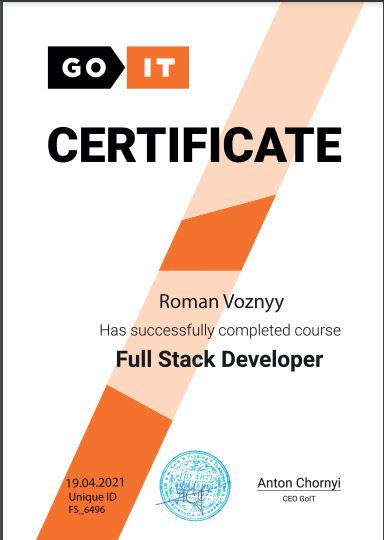 GO IT
CERTIFICATE
Roman Voznyy
Has successfully completed course
Full Stack Developer
19.04.2021
Unique ID
FS_6496
Anton Chornyi
CEO GoIT